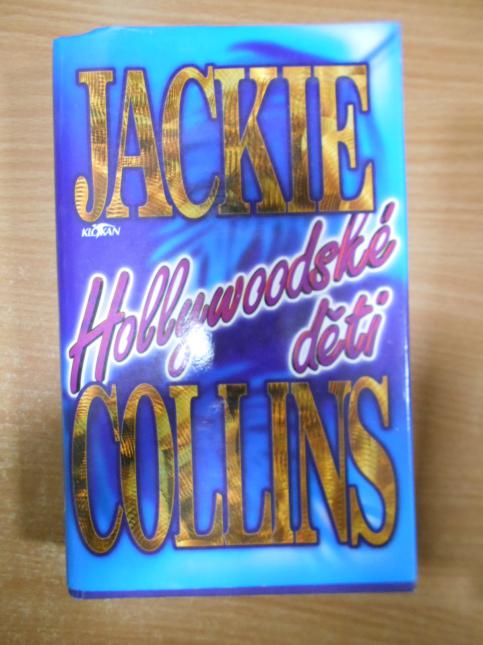 JACKIE
KLOKAN
Hollywoodské
děti
COLLINS